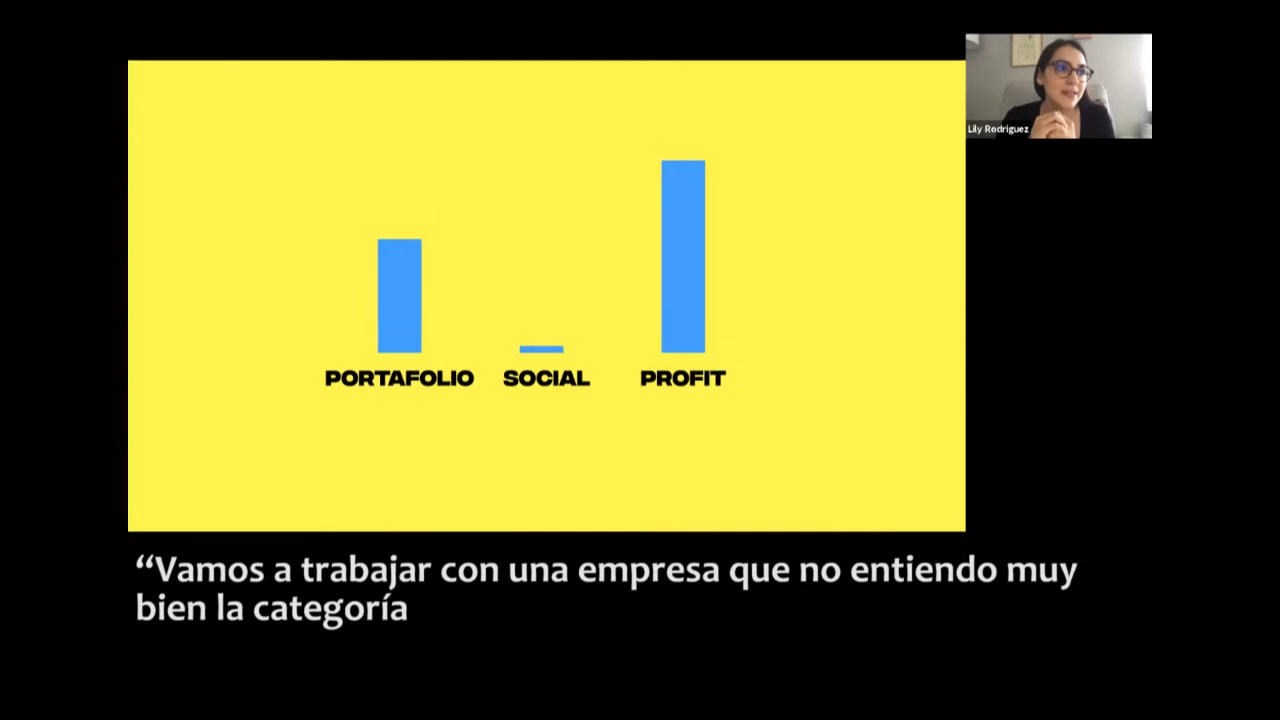 Lily Rodriguez
PORTAFOLIO SOCIAL PROFIT
“Vamos a trabajar con una empresa que no entiendo muy
bien la categoría